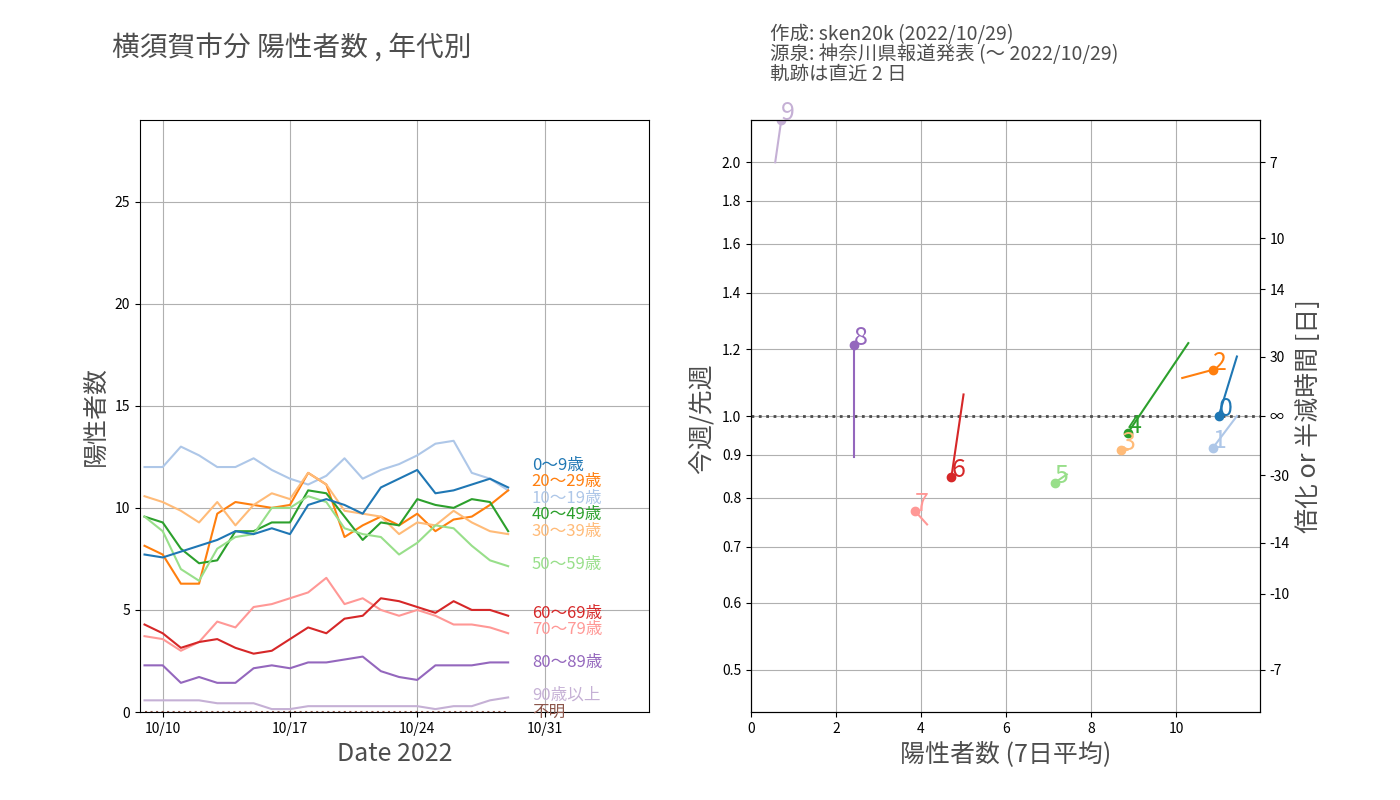 横須賀市分 陽性者数 , 年代別
作成: sken20k (2022/10/29)
源泉: 神奈川県報道発表 (〜 2022/10/29)
軌跡は直近 2 日
陽性者数
25
20
15
10
5
0
10/10
10/17
10/24
10/31
Date 2022
0〜9歳
20〜29歳
10〜19歳
40〜49歳
30〜39歳
50〜59歳
60〜69歳
70〜79歳
80〜89歳
90歳以上
不明
今週/先週
2.0
1.8
1.6
1.4
1.2
1.0
0.9
0.8
0.7
0.6
0.5
0
2
4
6
8
10
陽性者数 (7日平均)
9
8
2
0
4
3
1
6
5
7
7
10
14
30
∞
-30
-14
-10
-7
倍化 or 半減時間 [日]